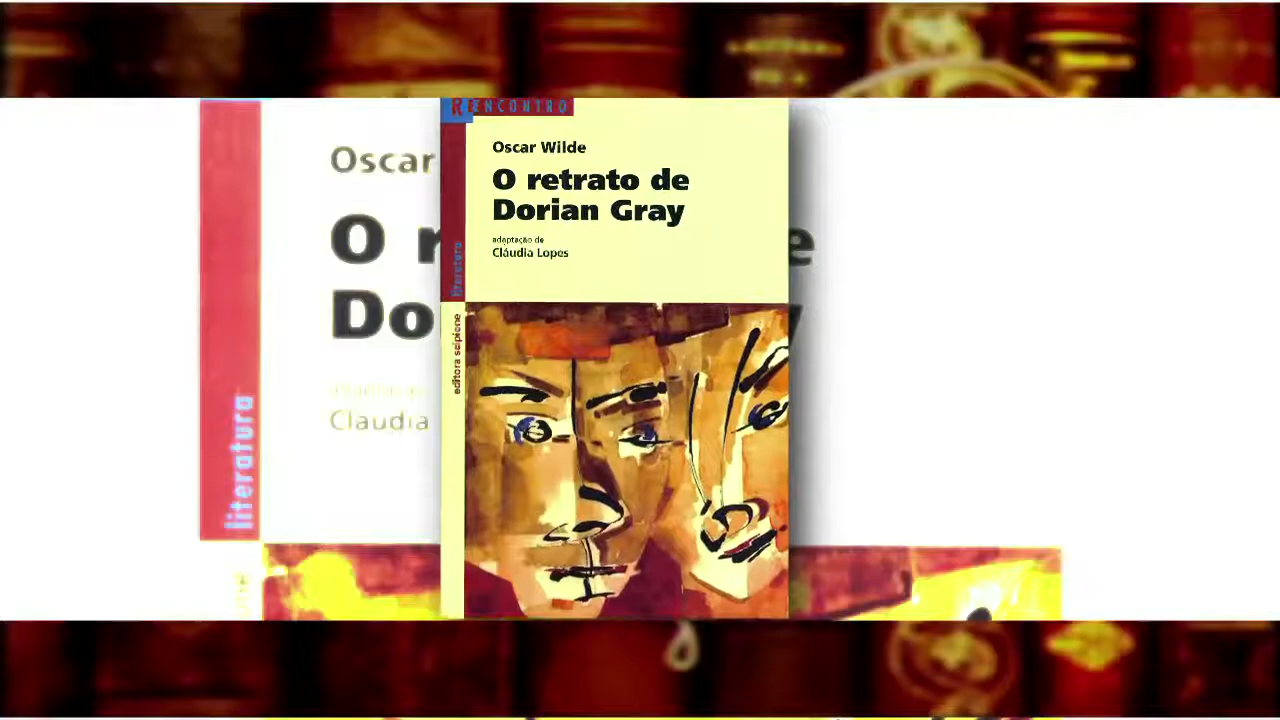 REENCONTRO
Oscar Wilde
O retrato de
Dorian Gray
adaptação de
Cláudia Lopes
literatura
editora scipione
Oscar
O
Do
Claudia
literatura